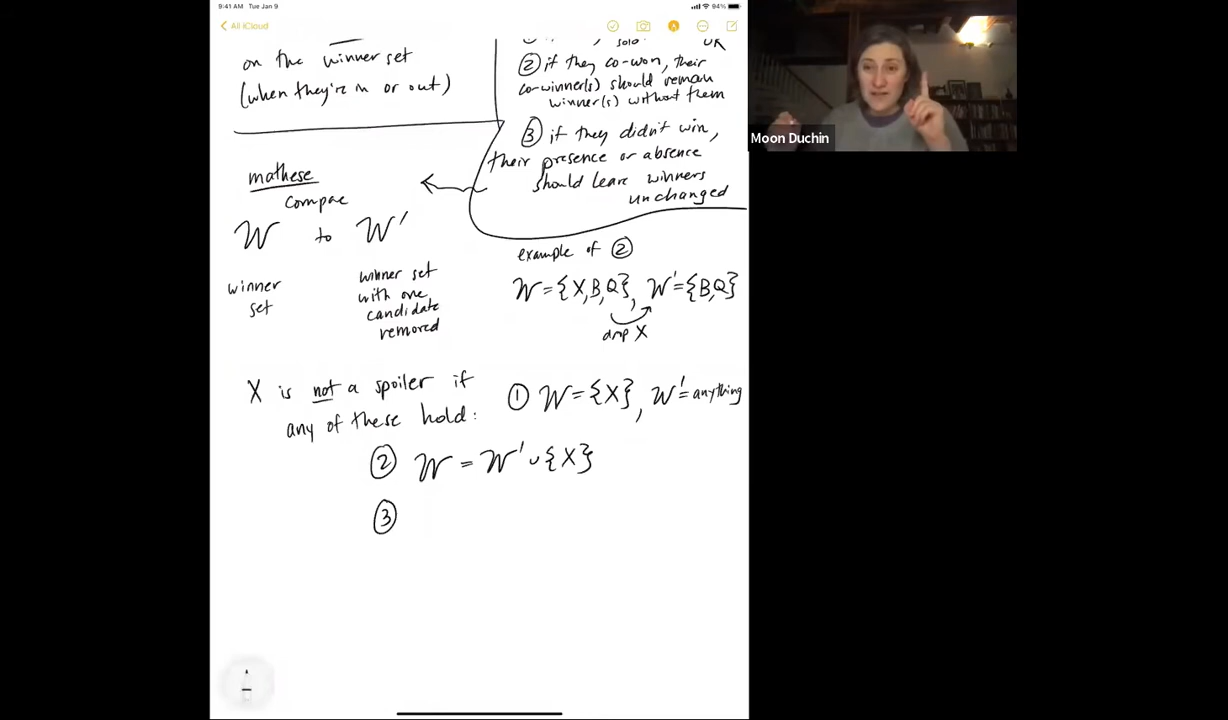 9:41 AM Tue Jan 9
84%
All iCloud
on the winner set
(when they're in or out)
solo
OK
② if they co-won, their
co-winner(s) should remain
winner(s) without them
③ if they didn't win,
their presence or absence
should leave winners
unchanged
mathese
compare
W to W'
winner
set
winner set
with one
candidate
removed
example of ②
W={X,B,Q}, W'={B,Q}
drop X
X is not a spoiler if
any of these hold:
① W={X}, W'=anything
② W = W' ∪ {X}
③
Moon Duchin